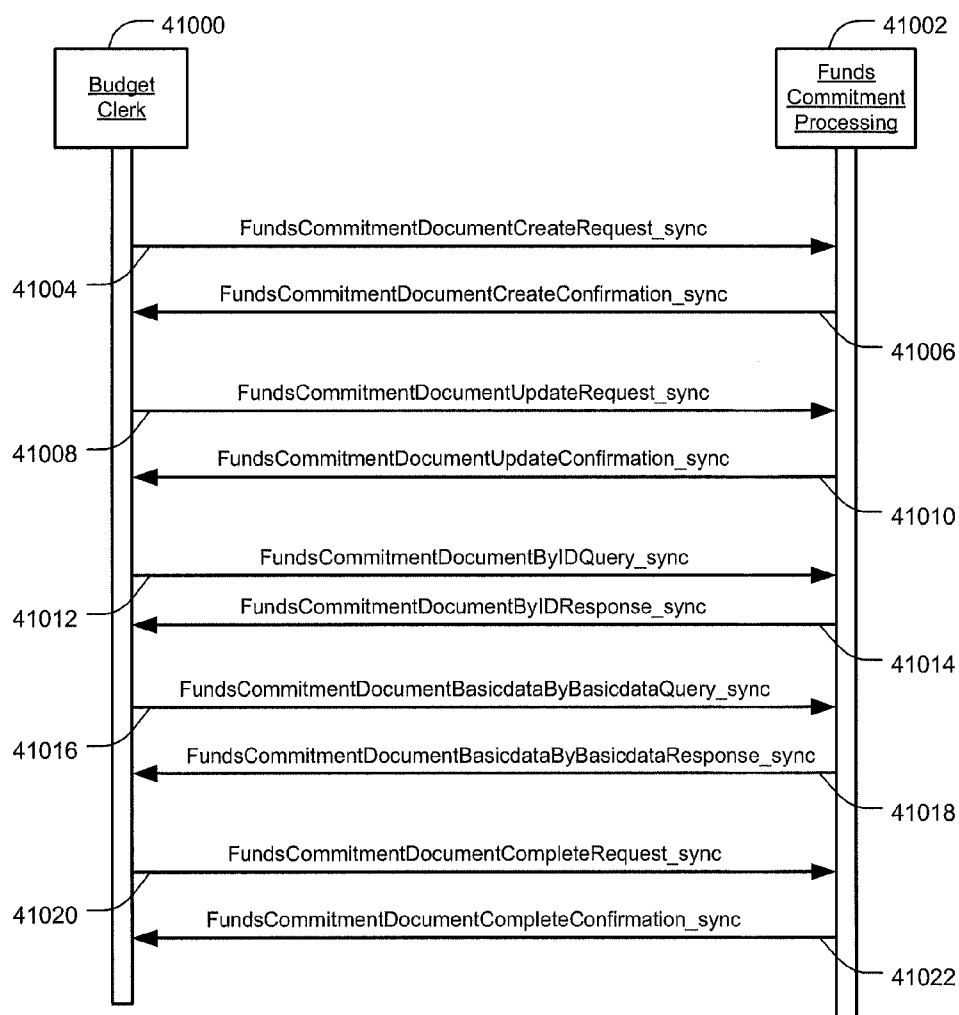 41000
41002
Budget
Clerk
Funds
Commitment
Processing
FundsCommitmentDocumentCreateRequest_sync
41004
FundsCommitmentDocumentCreateConfirmation_sync
41006
FundsCommitmentDocumentUpdateRequest_sync
41008
FundsCommitmentDocumentUpdateConfirmation_sync
41010
FundsCommitmentDocumentByIDQuery_sync
41012
FundsCommitmentDocumentByIDResponse_sync
41014
FundsCommitmentDocumentBasicdataByBasicdataQuery_sync
41016
FundsCommitmentDocumentBasicdataByBasicdataResponse_sync
41018
FundsCommitmentDocumentCompleteRequest_sync
41020
FundsCommitmentDocumentCompleteConfirmation_sync
41022